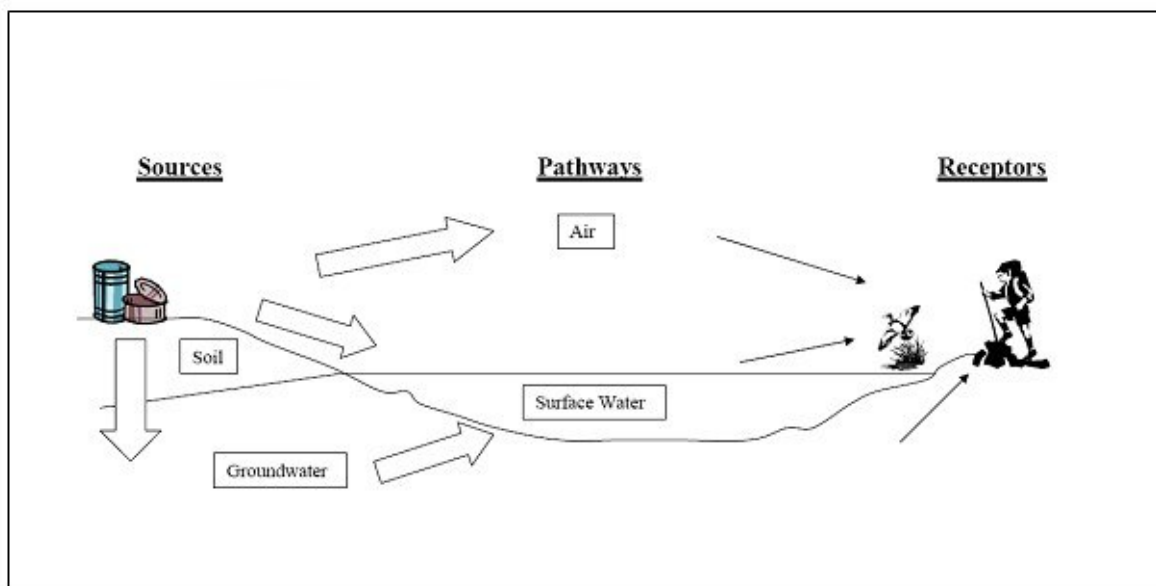 Sources
Pathways
Receptors
Air
Soil
Surface Water
Groundwater